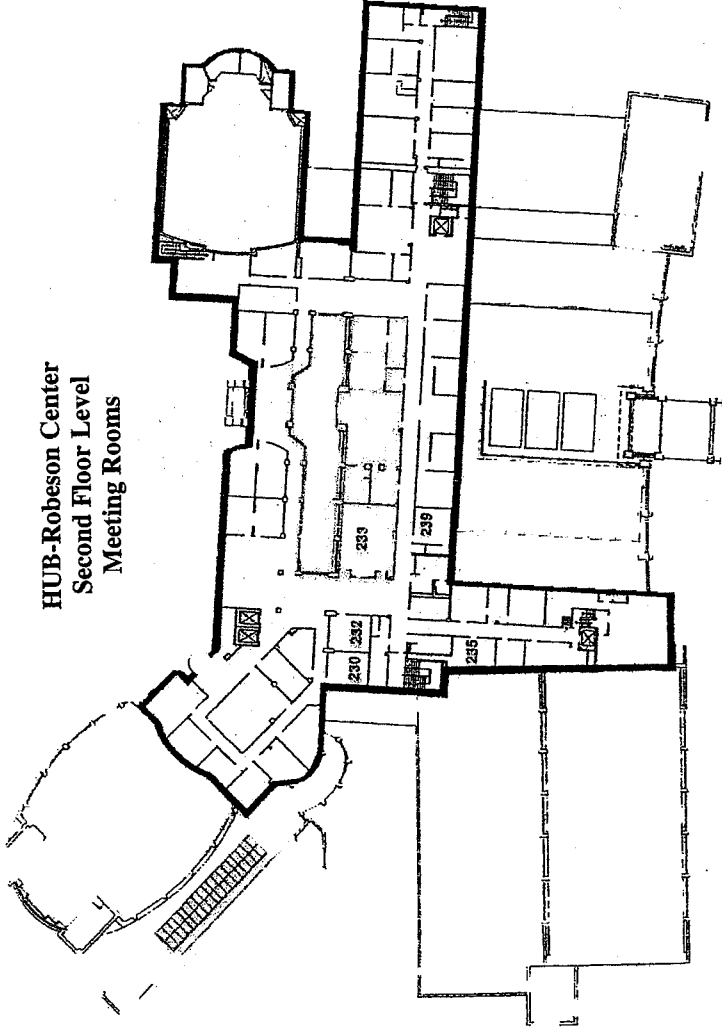 HUB-Robeson Center
Second Floor Level
Meeting Rooms
230
232
233
235
239